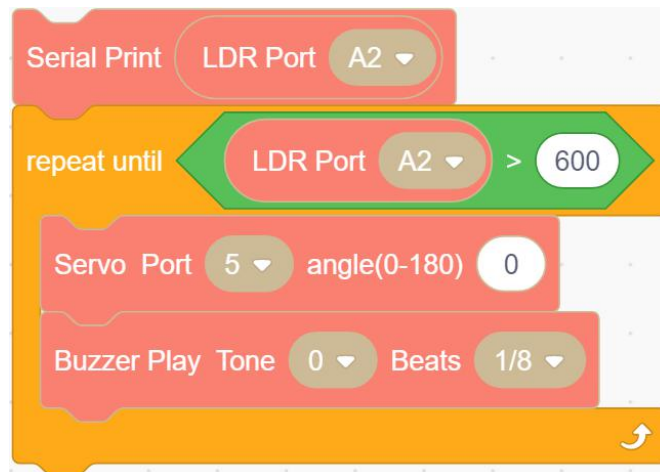 Serial Print LDR Port A2
repeat until LDR Port A2 > 600
Servo Port 5 angle(0-180) 0
Buzzer Play Tone 0 Beats 1/8